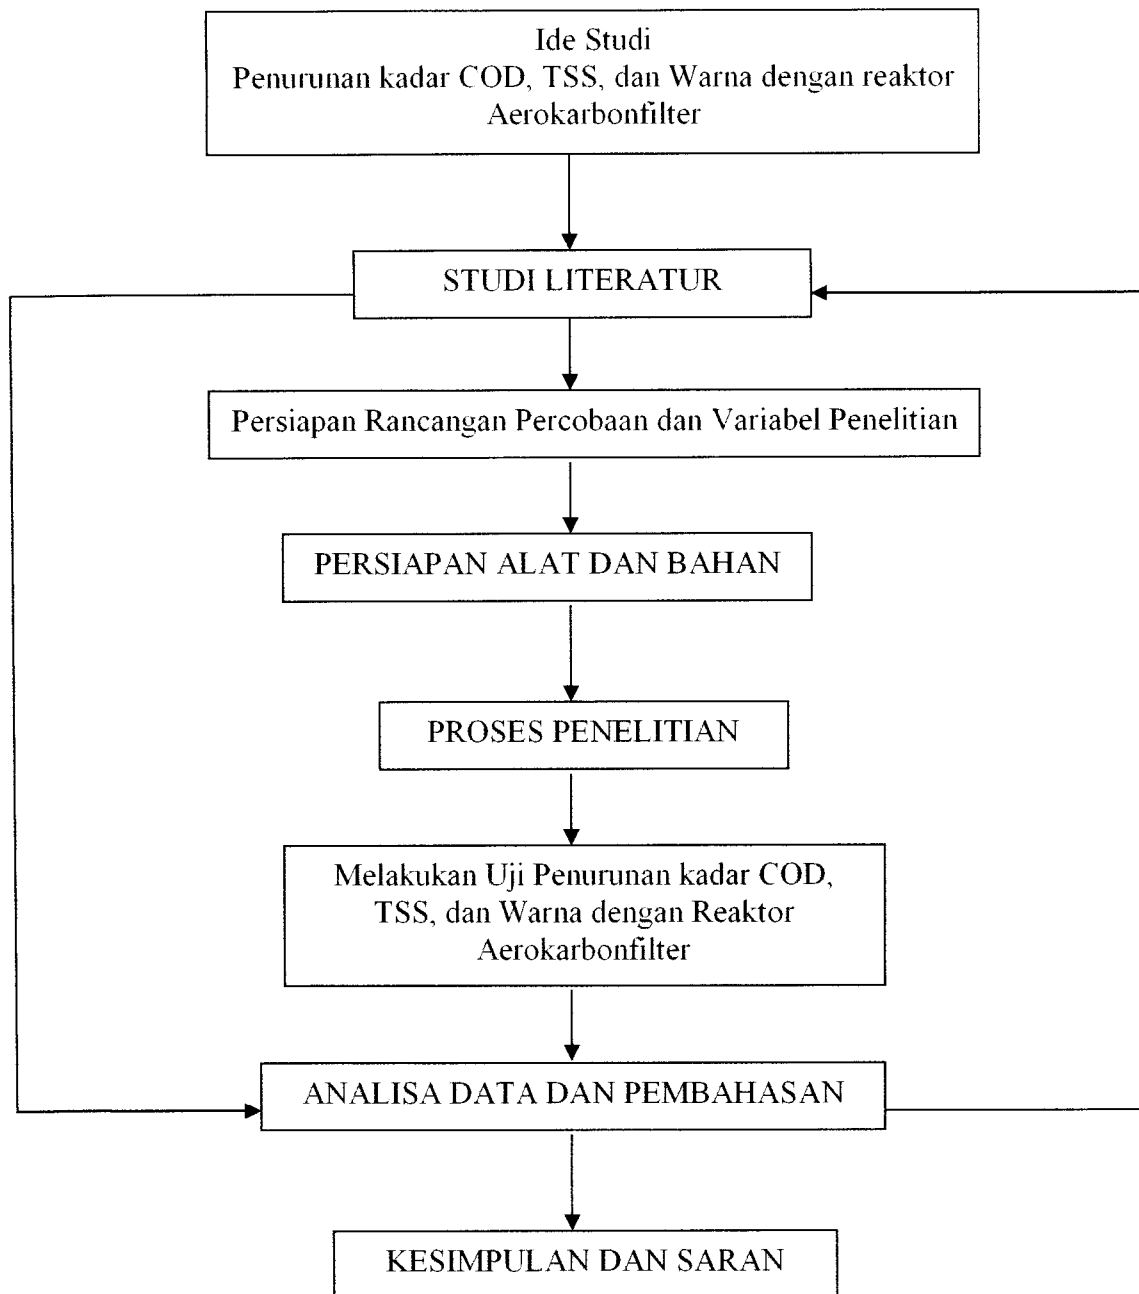 Ide Studi
Penurunan kadar COD, TSS, dan Warna dengan reaktor
Aerokarbonfilter
STUDI LITERATUR
Persiapan Rancangan Percobaan dan Variabel Penelitian
PERSIAPAN ALAT DAN BAHAN
PROSES PENELITIAN
Melakukan Uji Penurunan kadar COD,
TSS, dan Warna dengan Reaktor
Aerokarbonfilter
ANALISA DATA DAN PEMBAHASAN
KESIMPULAN DAN SARAN